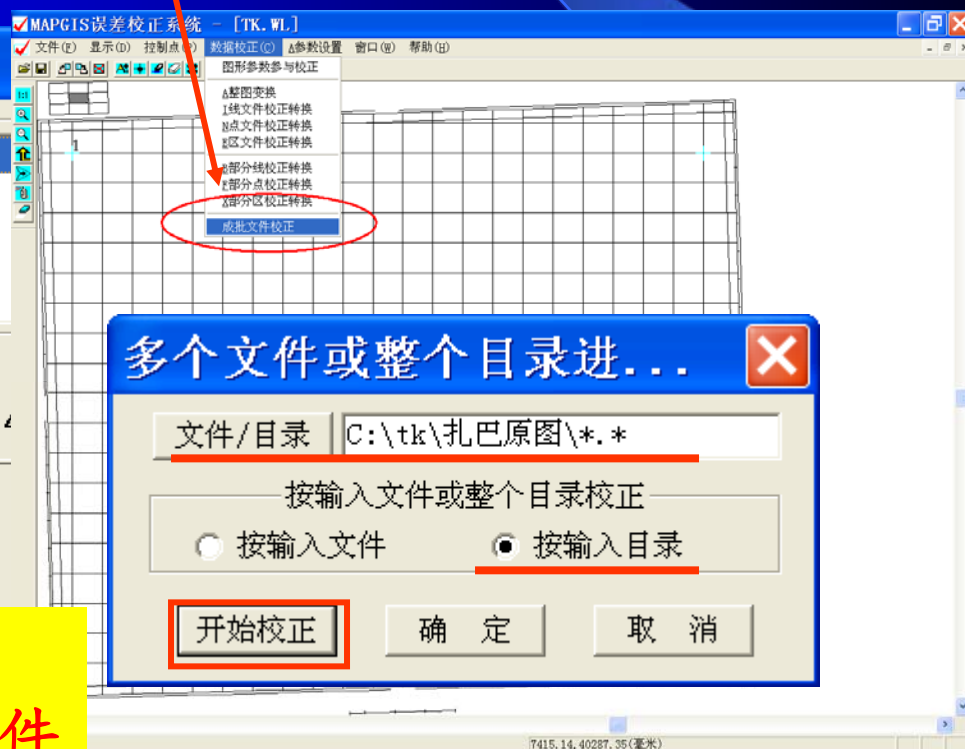 MAPGIS误差校正系统 - [TK.WL]
文件(F) 显示(D) 控制点(P) 数据校正(C) A参数设置 窗口(W) 帮助(H)
图形参数参与校正
A整图变换
I线文件校正转换
N点文件校正转换
E区文件校正转换
部分线校正转换
部分点校正转换
部分区校正转换
成批文件校正
1:1
1
多个文件或整个目录进...
文件/目录 C:\tk\扎巴原图\*.*
按输入文件或整个目录校正
按输入文件 按输入目录
开始校正 确 定 取 消
件
7415.14,40287.35(毫米)